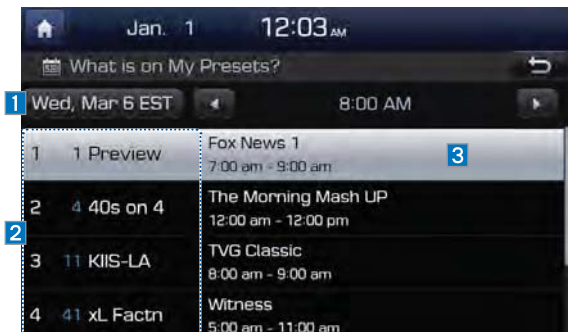 Jan. 1 12:03 AM
What is on My Presets?
1 Wed, Mar 6 EST 8:00 AM
1 1 Preview Fox News 1
7:00 am - 9:00 am
3
2 4 40s on 4 The Morning Mash UP
12:00 am - 12:00 pm
2
3 11 KIIS-LA TVG Classic
8:00 am - 9:00 am
4 41 xL Factn Witness
5:00 am - 11:00 am